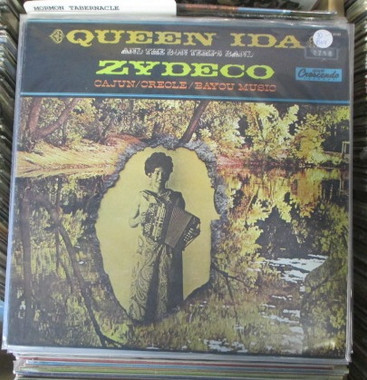 MORMON TABERNACLE
QUEEN IDA
AND THE BON TEMPS BAND
ZYDECO
CAJUN/CREOLE/BAYOU MUSIC
Crescendo